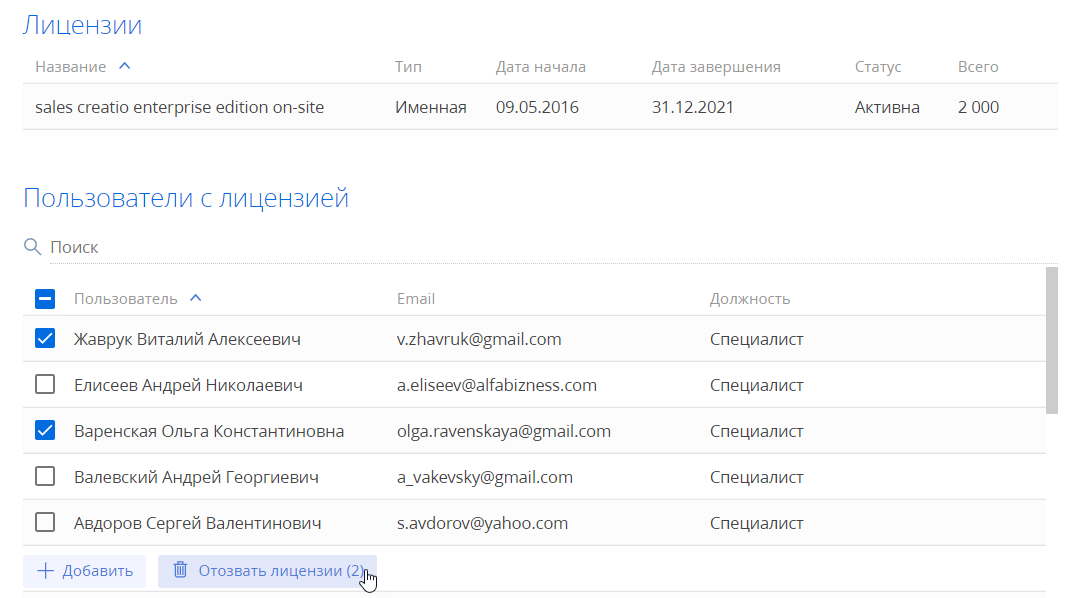 Лицензии
Название Тип Дата начала Дата завершения Статус Всего
sales creatio enterprise edition on-site Именная 09.05.2016 31.12.2021 Активна 2 000
Пользователи с лицензией
Поиск
Пользователь Email Должность
Жаврук Виталий Алексеевич v.zhavruk@gmail.com Специалист
Елисеев Андрей Николаевич a.eliseev@alfabizness.com Специалист
Варенская Ольга Константиновна olga.ravenskaya@gmail.com Специалист
Валевский Андрей Георгиевич a_vakevsky@gmail.com Специалист
Авдоров Сергей Валентинович s.avdorov@yahoo.com Специалист
Добавить Отозвать лицензии (2)